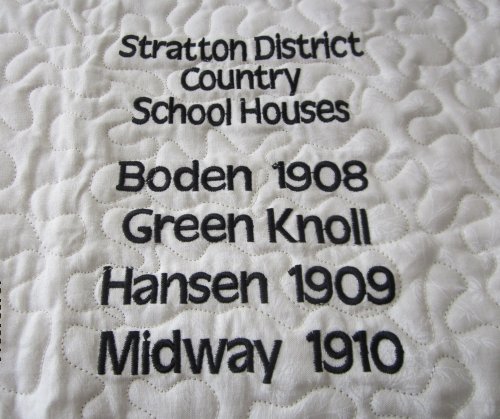 Stratton District
Country
School Houses
Boden 1908
Green Knoll
Hansen 1909
Midway 1910